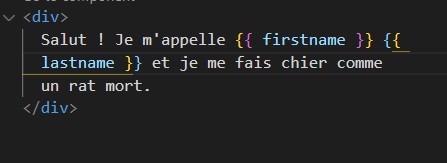 <div>
Salut ! Je m'appelle {{ firstname }} {{
lastname }} et je me fais chier comme
un rat mort.
</div>